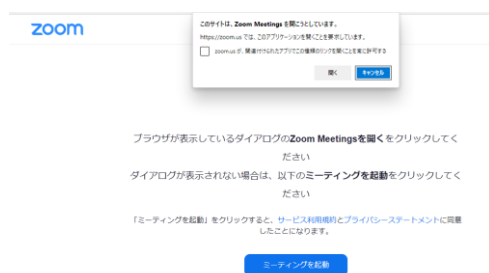 zoom
このサイトは、Zoom Meetings を開こうとしています。
https://zoom.us では、このアプリケーションを開くことを要求しています。
zoom.us が、関連付けられたアプリでこの種類のリンクを開くことを常に許可する
開く
キャンセル
ブラウザが表示しているダイアログのZoom Meetingsを開くをクリックしてく
ださい
ダイアログが表示されない場合は、以下のミーティングを起動をクリックしてく
ださい
「ミーティングを起動」をクリックすると、サービス利用規約とプライバシーステートメントに同意
したことになります。
ミーティングを起動